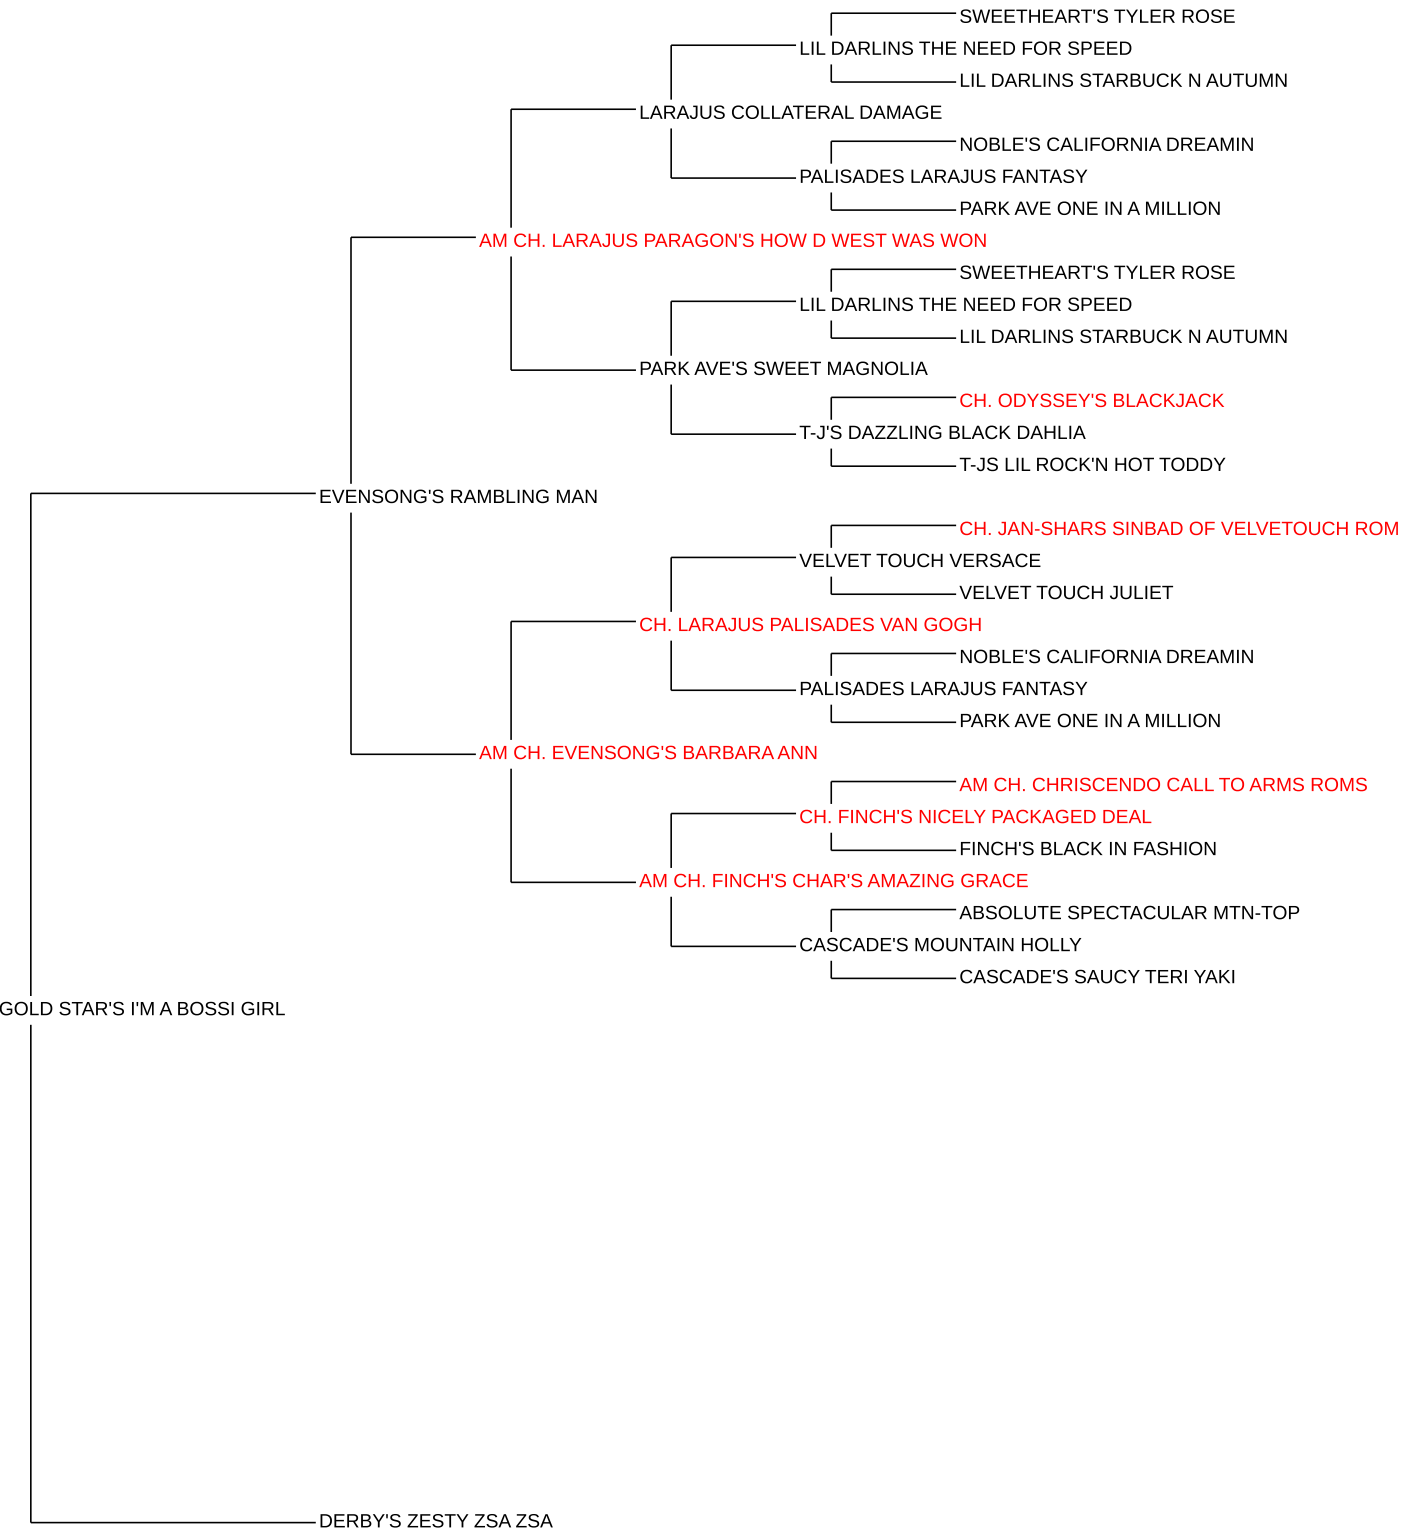 SWEETHEART'S TYLER ROSE
LIL DARLINS THE NEED FOR SPEED
LIL DARLINS STARBUCK N AUTUMN
LARAJUS COLLATERAL DAMAGE
NOBLE'S CALIFORNIA DREAMIN
PALISADES LARAJUS FANTASY
PARK AVE ONE IN A MILLION
AM CH. LARAJUS PARAGON'S HOW D WEST WAS WON
SWEETHEART'S TYLER ROSE
LIL DARLINS THE NEED FOR SPEED
LIL DARLINS STARBUCK N AUTUMN
PARK AVE'S SWEET MAGNOLIA
CH. ODYSSEY'S BLACKJACK
T-J'S DAZZLING BLACK DAHLIA
T-JS LIL ROCK'N HOT TODDY
EVENSONG'S RAMBLING MAN
CH. JAN-SHARS SINBAD OF VELVETOUCH ROM
VELVET TOUCH VERSACE
VELVET TOUCH JULIET
CH. LARAJUS PALISADES VAN GOGH
NOBLE'S CALIFORNIA DREAMIN
PALISADES LARAJUS FANTASY
PARK AVE ONE IN A MILLION
AM CH. EVENSONG'S BARBARA ANN
AM CH. CHRISCENDO CALL TO ARMS ROMS
CH. FINCH'S NICELY PACKAGED DEAL
FINCH'S BLACK IN FASHION
AM CH. FINCH'S CHAR'S AMAZING GRACE
ABSOLUTE SPECTACULAR MTN-TOP
CASCADE'S MOUNTAIN HOLLY
CASCADE'S SAUCY TERI YAKI
GOLD STAR'S I'M A BOSSI GIRL
DERBY'S ZESTY ZSA ZSA